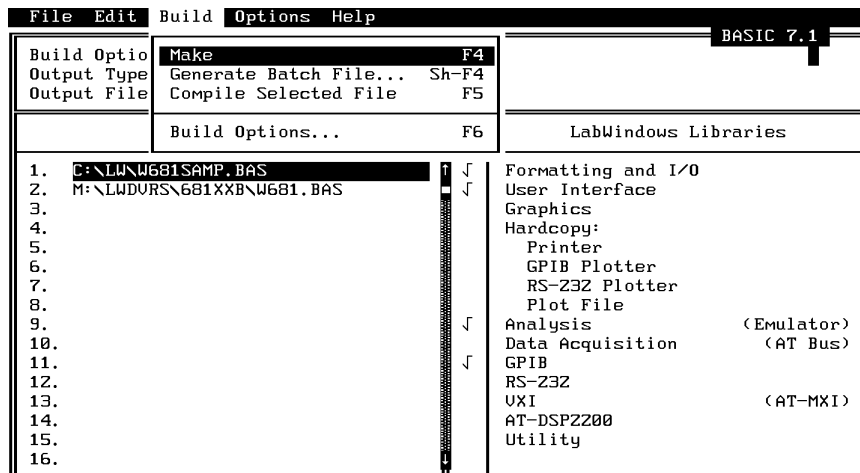 File Edit Build Options Help
BASIC 7.1
Build Optio
Output Type
Output File
Make F4
Generate Batch File... Sh-F4
Compile Selected File F5
Build Options... F6
LabWindows Libraries
1. C:\LW\W681SAMP.BAS ↑ √ Formatting and I/O
2. M:\LWDVRS\681XXB\W681.BAS √ User Interface
3. Graphics
4. Hardcopy:
5. Printer
6. GPIB Plotter
7. RS-232 Plotter
8. Plot File
9. √ Analysis (Emulator)
10. Data Acquisition (AT Bus)
11. √ GPIB
12. RS-232
13. VXI (AT-MXI)
14. AT-DSP2200
15. Utility
16. ↓